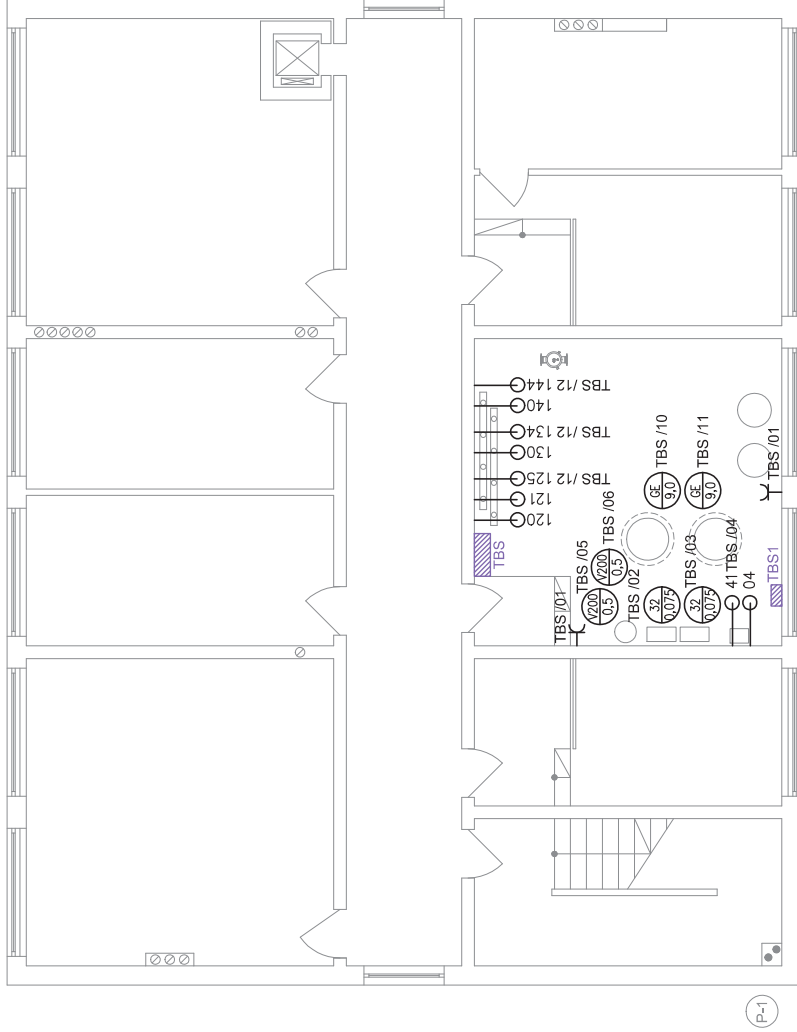 TBS /12 144
140
TBS /12 134
130
TBS /12 125
121
120
TBS
TBS /10
GE
9,0
TBS /11
GE
9,0
TBS /01
TBS /06
V200
0,5
TBS /05
V200
0,5
TBS /01
TBS /02
32
0,075
TBS /03
32
0,075
TBS /04
41
04
TBS1
P-1